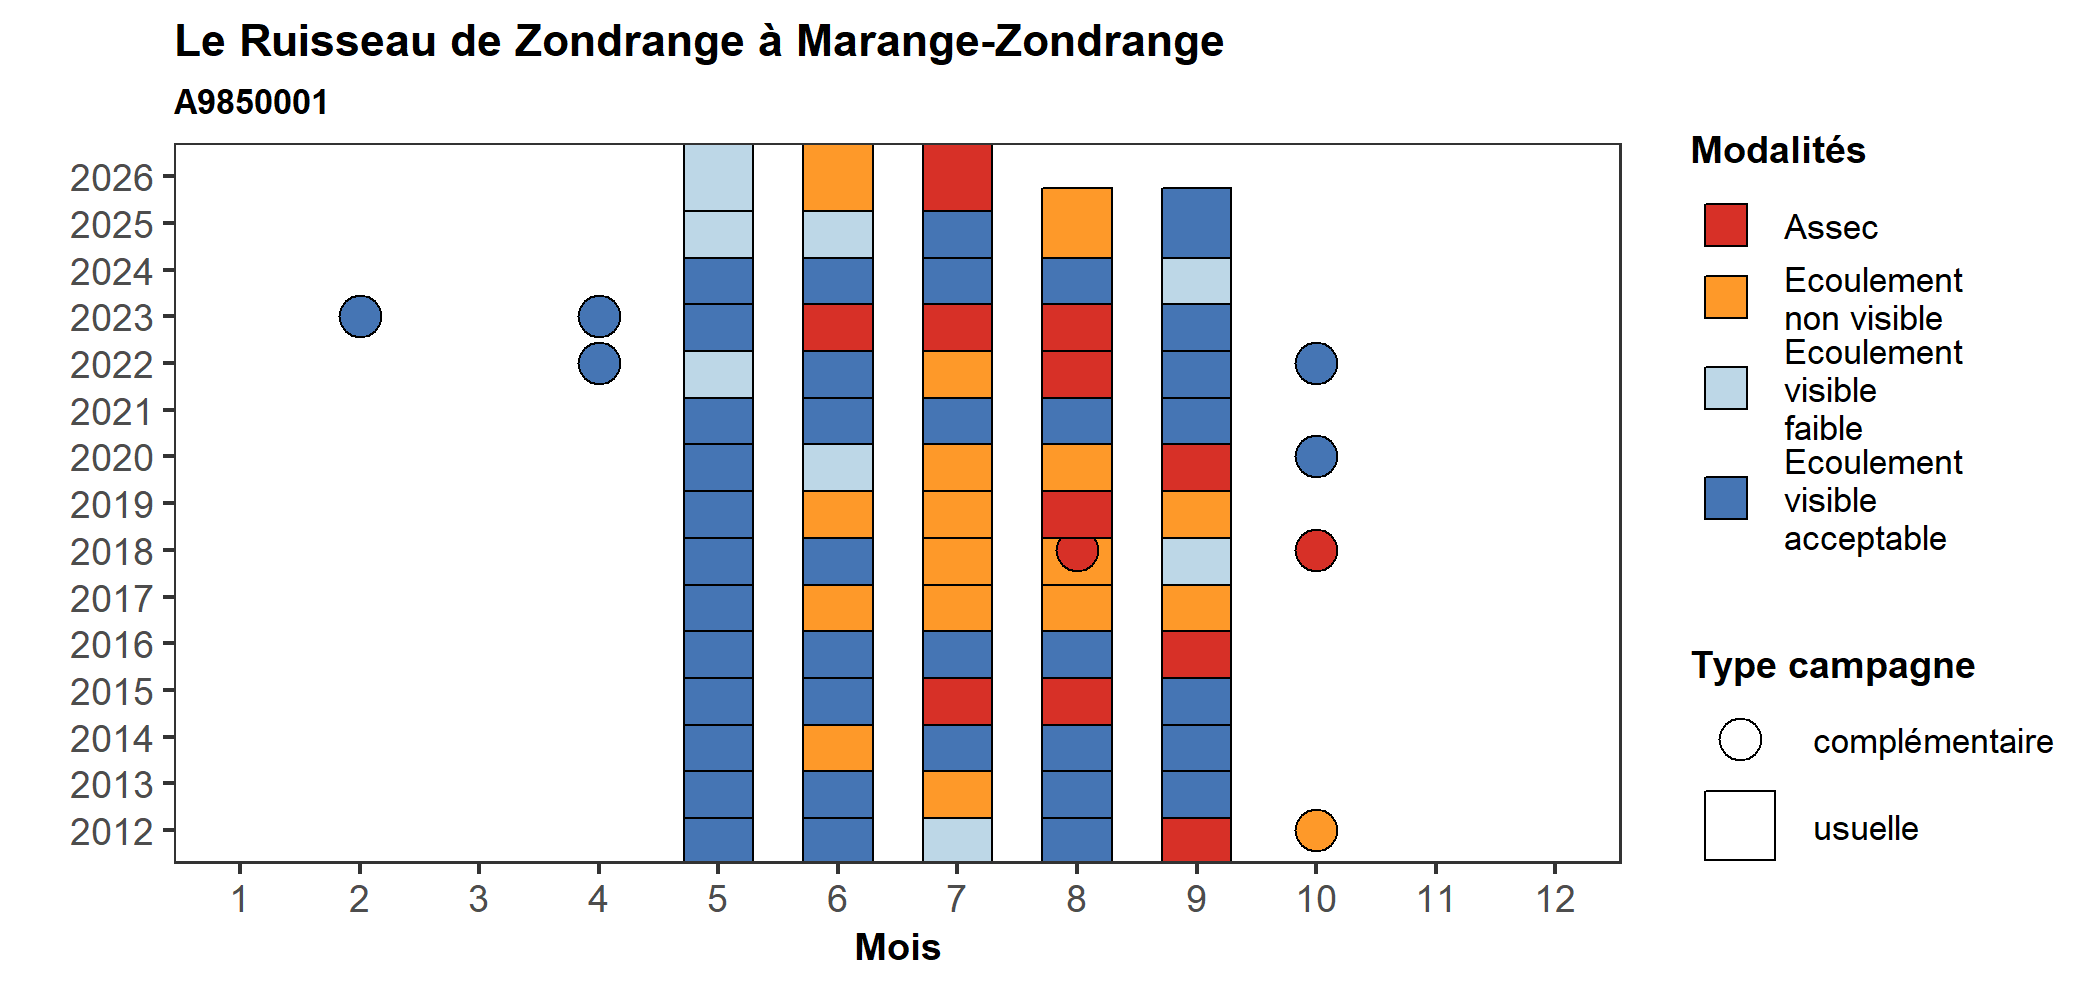 Le Ruisseau de Zondrange à Marange-Zondrange
A9850001
2026
2025
2024
2023
2022
2021
2020
2019
2018
2017
2016
2015
2014
2013
2012
1 2 3 4 5 6 7 8 9 10 11 12
Mois
Modalités
Assec
Ecoulement
non visible
Ecoulement
visible
faible
Ecoulement
visible
acceptable
Type campagne
complémentaire
usuelle